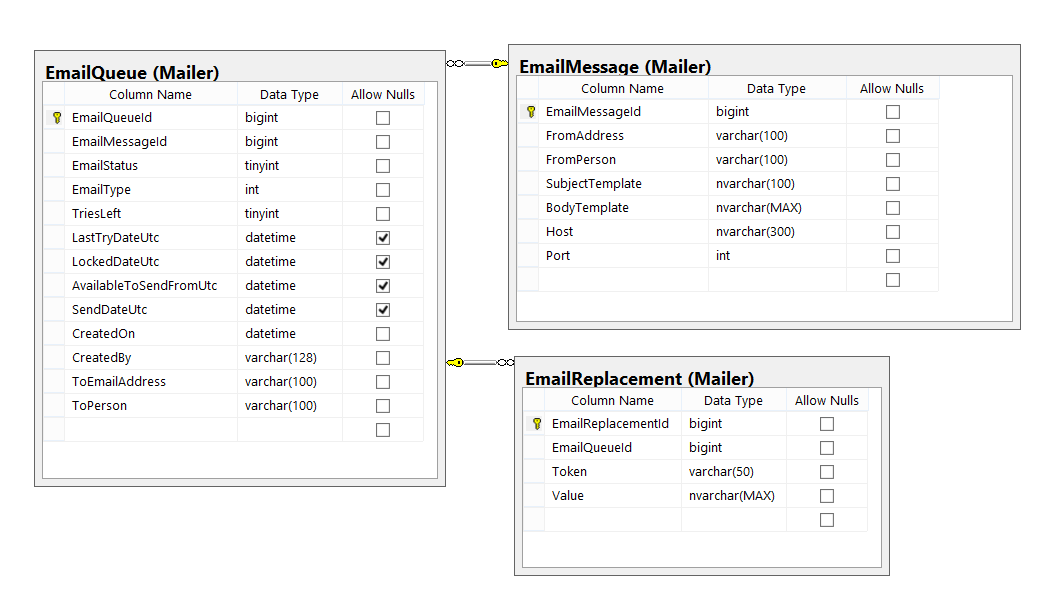 EmailQueue (Mailer)
Column Name Data Type Allow Nulls
EmailQueueId bigint
EmailMessageId bigint
EmailStatus tinyint
EmailType int
TriesLeft tinyint
LastTryDateUtc datetime
LockedDateUtc datetime
AvailableToSendFromUtc datetime
SendDateUtc datetime
CreatedOn datetime
CreatedBy varchar(128)
ToEmailAddress varchar(100)
ToPerson varchar(100)
EmailMessage (Mailer)
Column Name Data Type Allow Nulls
EmailMessageId bigint
FromAddress varchar(100)
FromPerson varchar(100)
SubjectTemplate nvarchar(100)
BodyTemplate nvarchar(MAX)
Host nvarchar(300)
Port int
EmailReplacement (Mailer)
Column Name Data Type Allow Nulls
EmailReplacementId bigint
EmailQueueId bigint
Token varchar(50)
Value nvarchar(MAX)